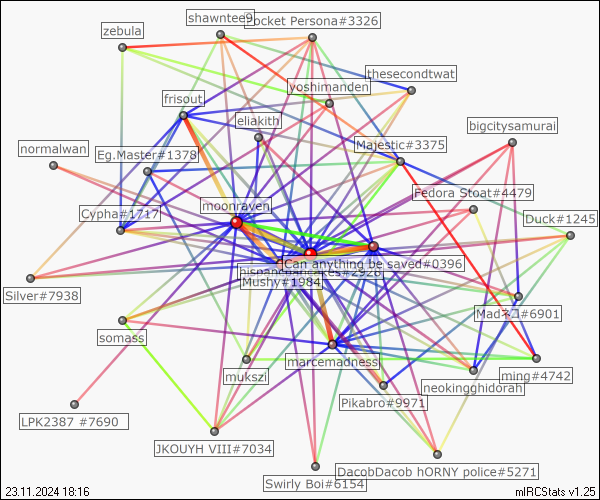 shawntee9
Pocket Persona#3326
zebula
thesecondtwat
yoshimanden
frisout
eliakith
bigcitysamurai
normalwan
Majestic#3375
Eg.Master#1378
Fedora Stoat#4479
moonraven
Cypha#1717
Duck#1245
Can anything be saved#0396
Mushy#1984
Silver#7938
Madネコ#6901
somass
marcemadness
mukszi
ming#4742
neokingghidorah
Pikabro#9971
LPK2387 #7690
JKOUYH VIII#7034
DacobDacob hORNY police#5271
Swirly Boi#6154
23.11.2024 18:16
mIRCStats v1.25